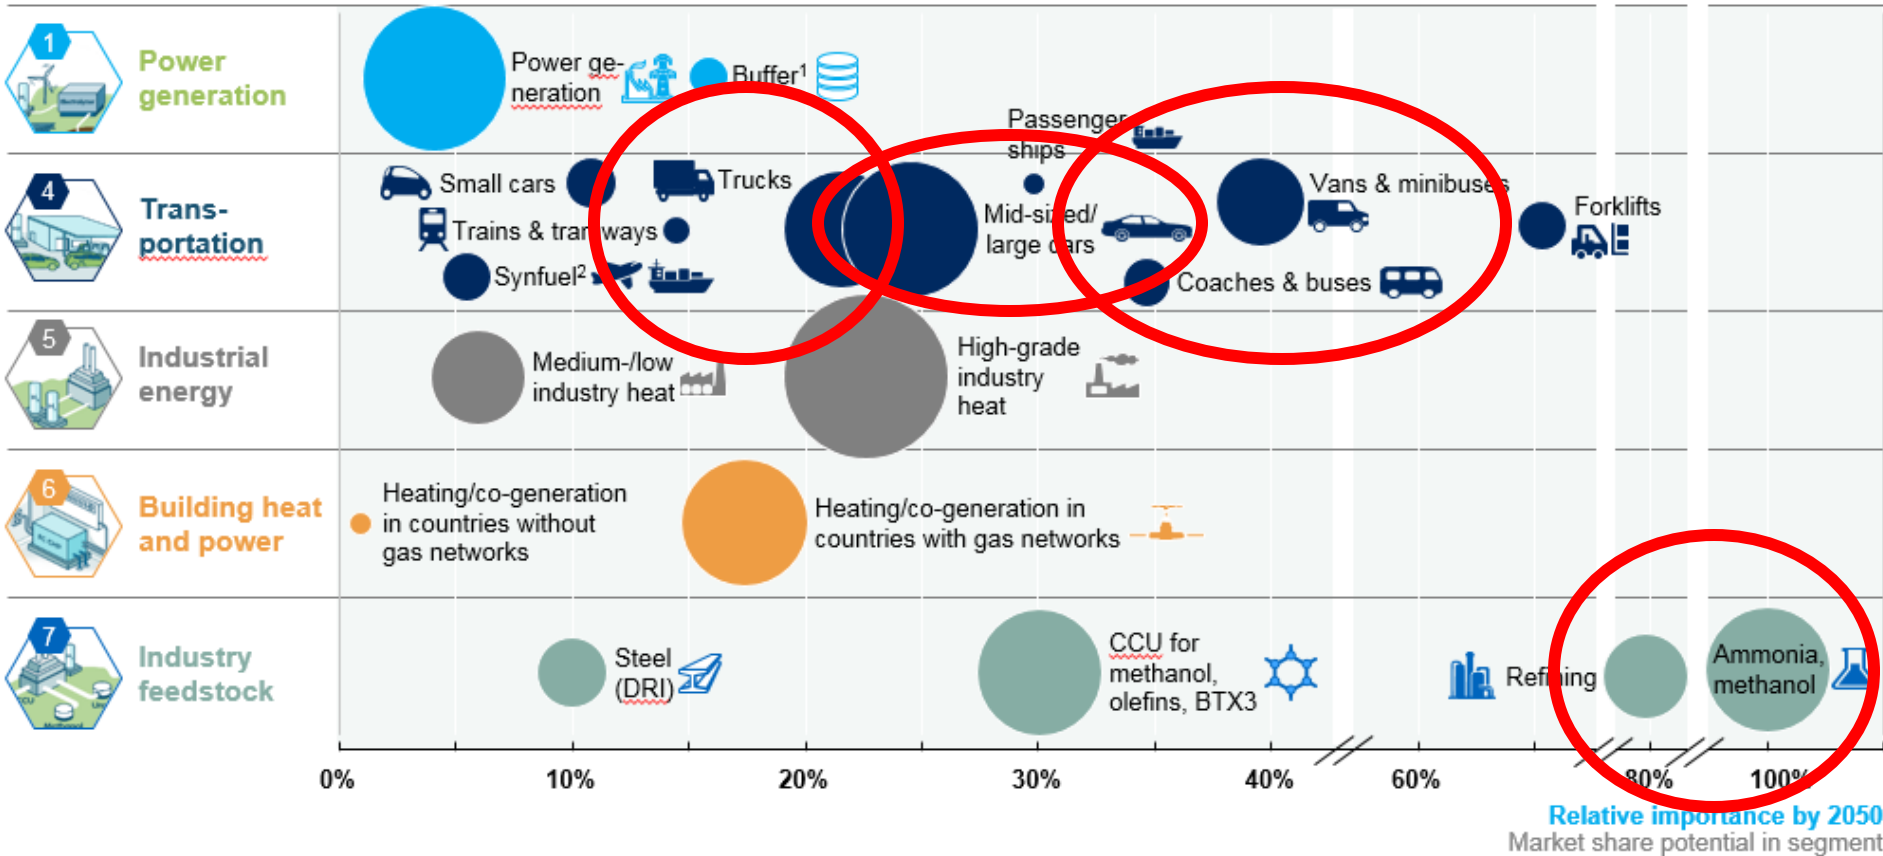 1
Power
generation
Power ge-
neration
Buffer¹
Passenger
ships
4
Trans-
portation
Small cars
Trucks
Vans & minibuses
Forklifts
Trains & tramways
Mid-sized/
large cars
Synfuel²
Coaches & buses
5
Industrial
energy
Medium-/low
industry heat
High-grade
industry
heat
6
Building heat
and power
Heating/co-generation
in countries without
gas networks
Heating/co-generation in
countries with gas networks
7
Industry
feedstock
Steel
(DRI)
CCU for
methanol,
olefins, BTX3
Refining
Ammonia,
methanol
0% 10% 20% 30% 40% 60% 80% 100%
Relative importance by 2050
Market share potential in segment